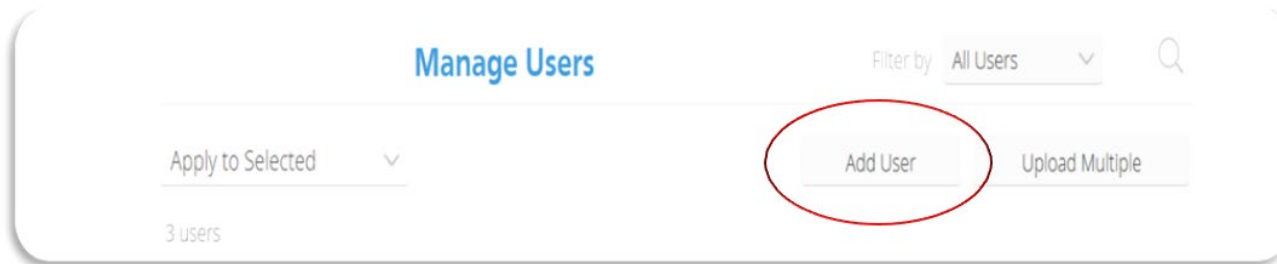 Manage Users Filter by All Users
Apply to Selected Add User Upload Multiple
3 users